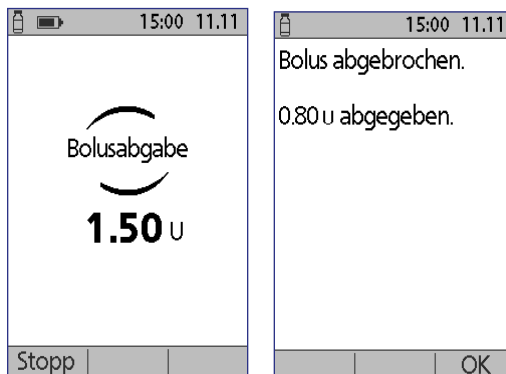 15:00 11.11
Bolusabgabe
1.50 U
Stopp
15:00 11.11
Bolus abgebrochen.
0.80 U abgegeben.
OK